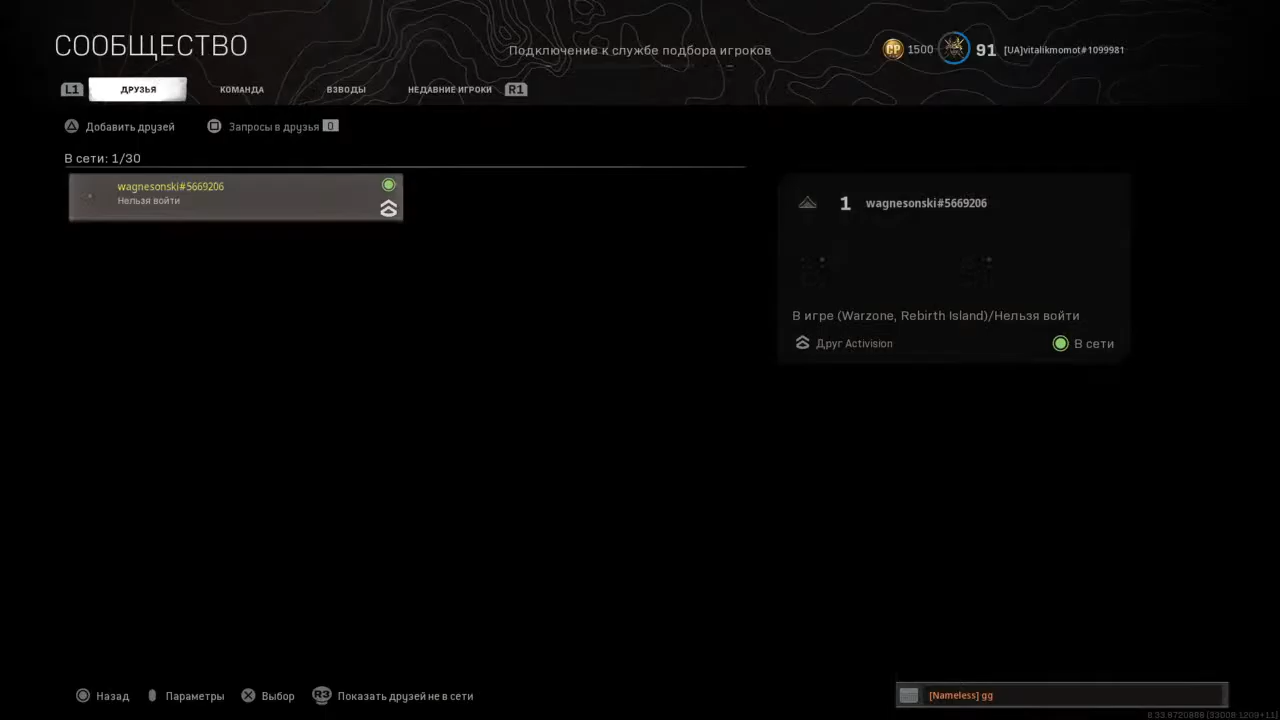 СООБЩЕСТВО
Подключение к службе подбора игроков
CP 1500 91 [UA]vitalikmomot#1099981
L1 ДРУЗЬЯ КОМАНДА ВЗВОДЫ НЕДАВНИЕ ИГРОКИ R1
Добавить друзей Запросы в друзья 0
В сети: 1/30
wagnesonski#5669206
Нельзя войти
1 wagnesonski#5669206
В игре (Warzone, Rebirth Island)/Нельзя войти
Друг Activision В сети
Назад Параметры Выбор R3 Показать друзей не в сети
[Nameless] gg